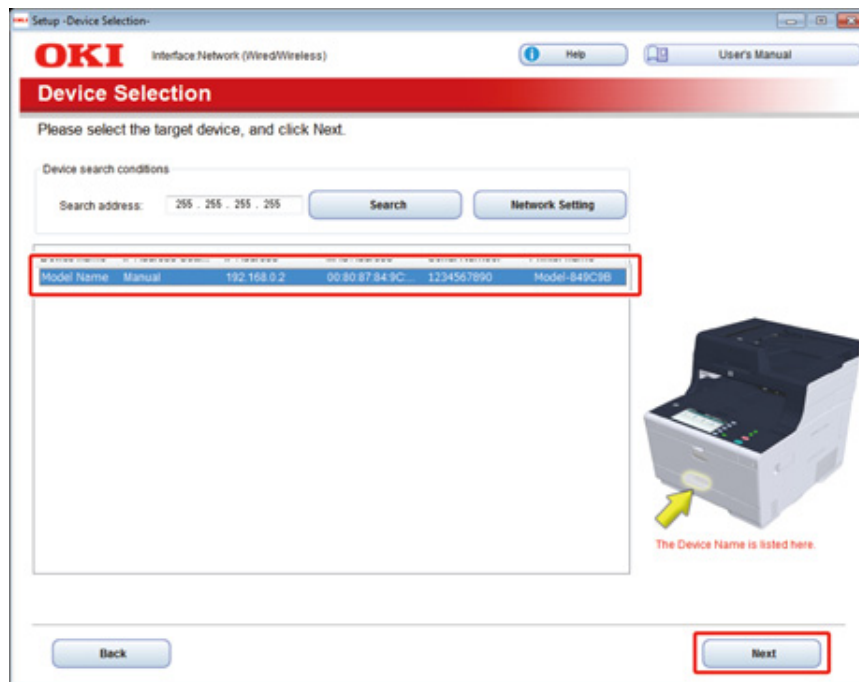 OKI Setup -Device Selection-
OKI Interface:Network (Wired/Wireless) Help User's Manual
Device Selection
Please select the target device, and click Next.
Device search conditions
Search address: 255 . 255 . 255 . 255 Search Network Setting
Model Name Manual 192.168.0.2 00:80:87:84:9C... 1234567890 Model-849C9B
The Device Name is listed here.
Back Next